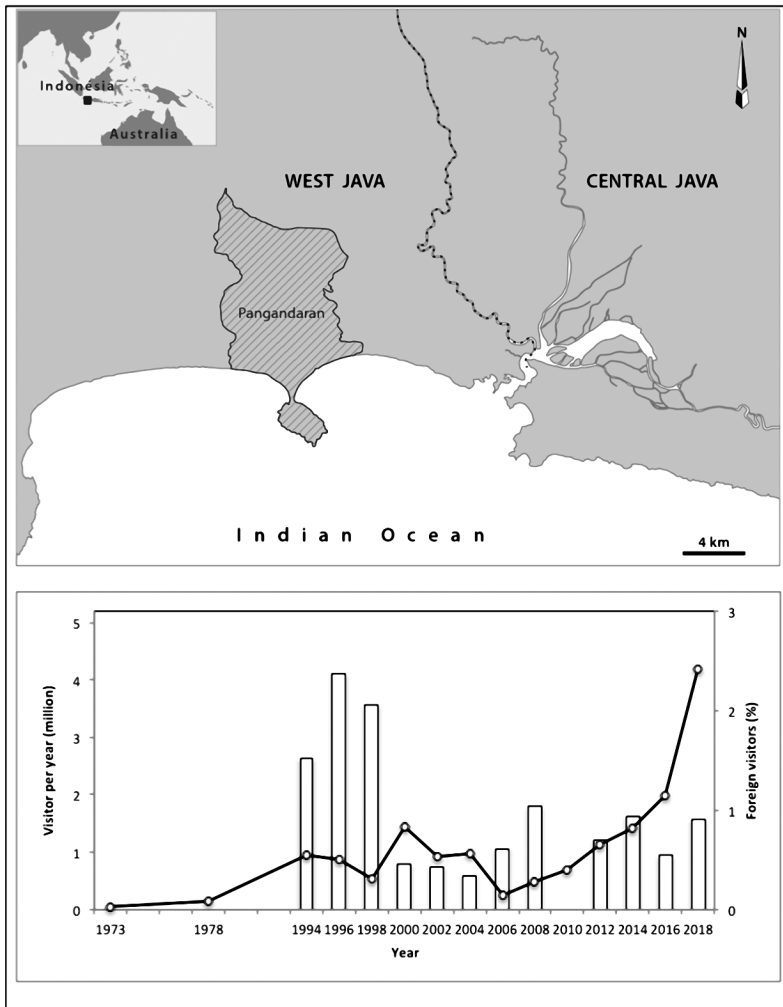 Indonésia
Australia
N
WEST JAVA
CENTRAL JAVA
Pangandaran
Indian Ocean
4 km
Visitor per year (million)
5
4
3
2
1
0
Foreign visitors (%)
3
2
1
0
1973 1978 1994 1996 1998 2000 2002 2004 2006 2008 2010 2012 2014 2016 2018
Year